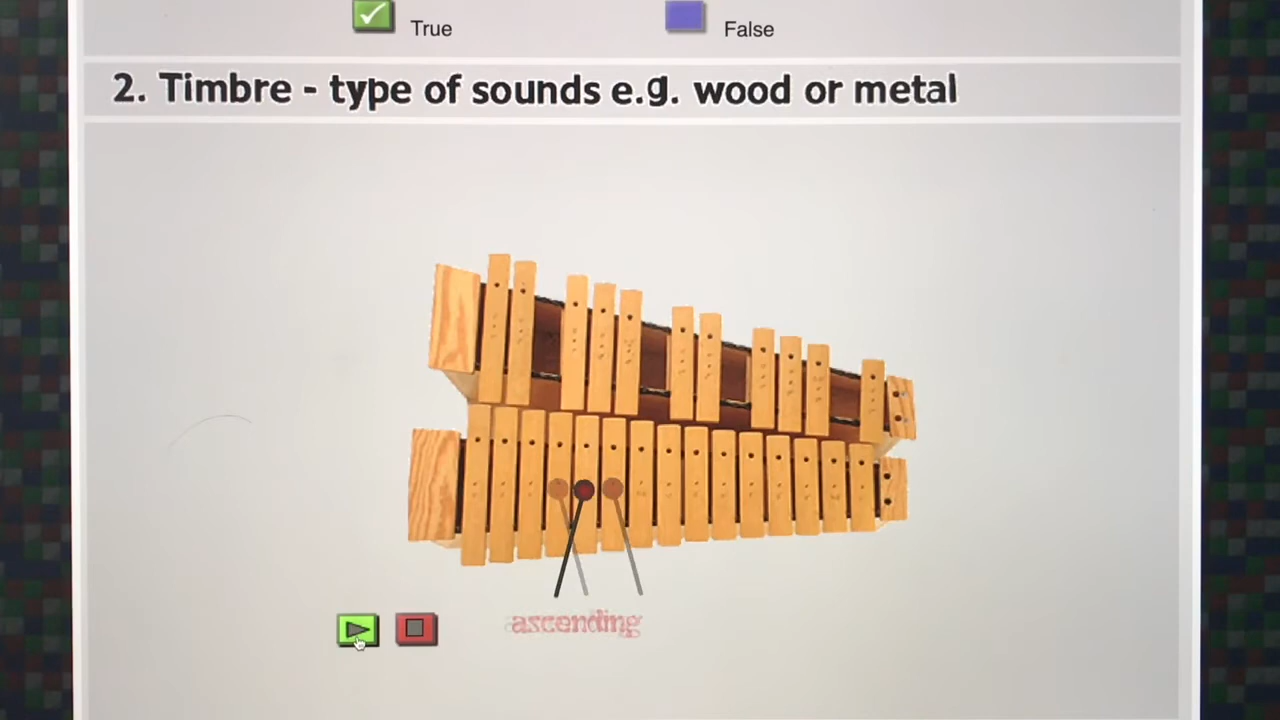 True
False
2. Timbre - type of sounds e.g. wood or metal
ascending